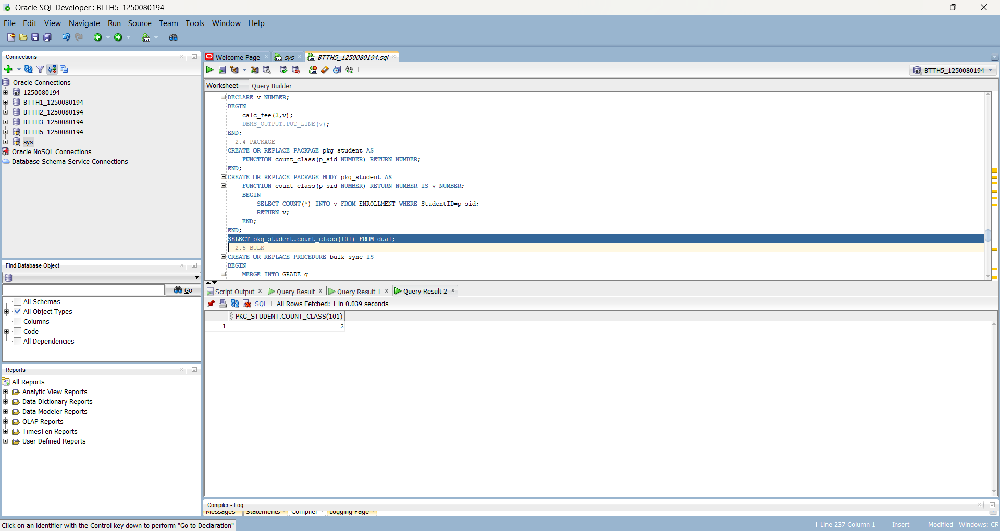 Oracle SQL Developer : BTTH5_1250080194
File Edit View Navigate Run Source Team Tools Window Help
Connections
Oracle Connections
1250080194
BTTH1_1250080194
BTTH2_1250080194
BTTH3_1250080194
BTTH5_1250080194
sys
Oracle NoSQL Connections
Database Schema Service Connections
Find Database Object
Go
All Schemas
All Object Types
Columns
Code
All Dependencies
Reports
All Reports
Analytic View Reports
Data Dictionary Reports
Data Modeler Reports
OLAP Reports
TimesTen Reports
User Defined Reports
Welcome Page sys BTTH5_1250080194.sql
BTTH5_1250080194
Worksheet Query Builder
DECLARE v NUMBER;
BEGIN
calc_fee(3,v);
DBMS_OUTPUT.PUT_LINE(v);
END;
--2.4 PACKAGE
CREATE OR REPLACE PACKAGE pkg_student AS
FUNCTION count_class(p_sid NUMBER) RETURN NUMBER;
END;
CREATE OR REPLACE PACKAGE BODY pkg_student AS
FUNCTION count_class(p_sid NUMBER) RETURN NUMBER IS v NUMBER;
BEGIN
SELECT COUNT(*) INTO v FROM ENROLLMENT WHERE StudentID=p_sid;
RETURN v;
END;
END;
SELECT pkg_student.count_class(101) FROM dual;
--2.5 BULK
CREATE OR REPLACE PROCEDURE bulk_sync IS
BEGIN
MERGE INTO GRADE g
Script Output Query Result Query Result 1 Query Result 2
SQL All Rows Fetched: 1 in 0.039 seconds
PKG_STUDENT.COUNT_CLASS(101)
1 2
Compiler - Log
Messages Statements Compiler Logging Page
Click on an identifier with the Control key down to perform "Go to Declaration"
Line 237 Column 1 Insert Modified Windows: CR